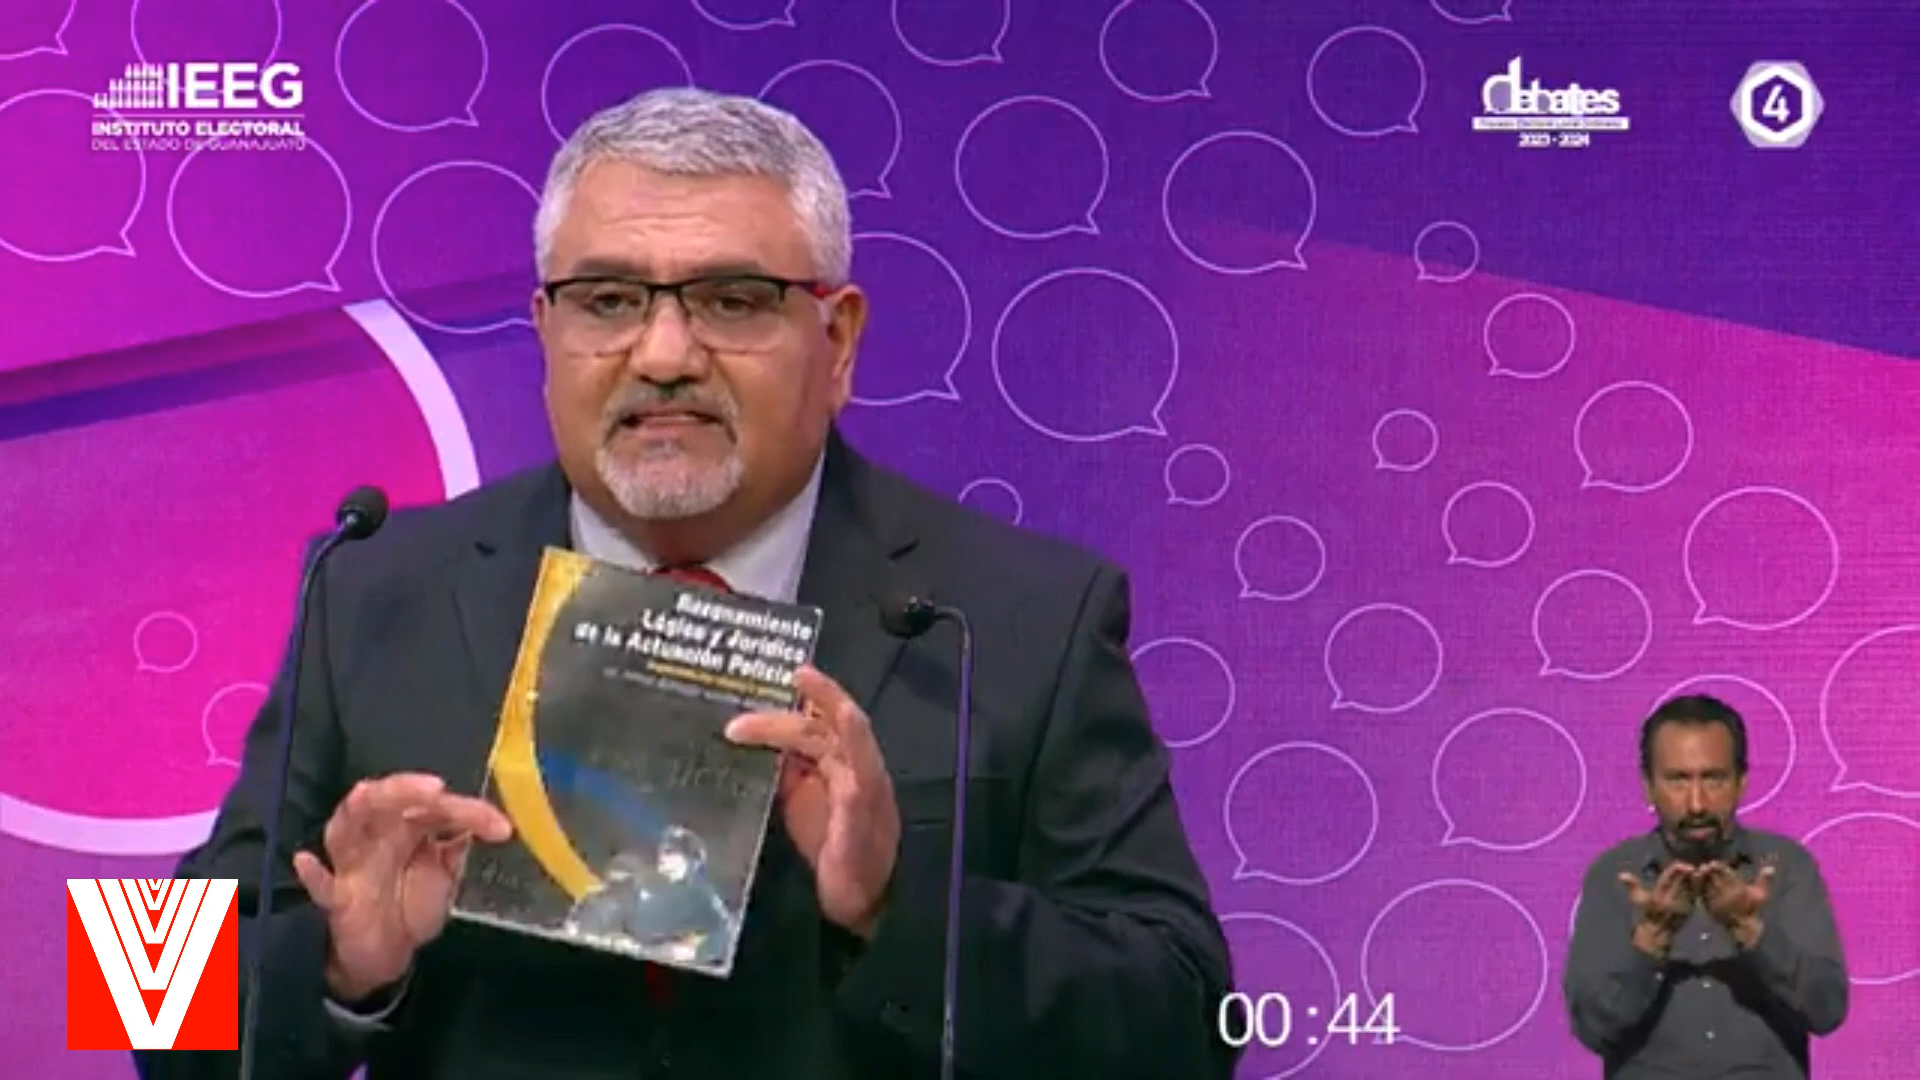 IEEG
INSTITUTO ELECTORAL
DEL ESTADO DE GUANAJUATO
debates
2023 - 2024
4
Razonamiento
Lógico y Jurídico
de la Actuación Policial
V
00:44